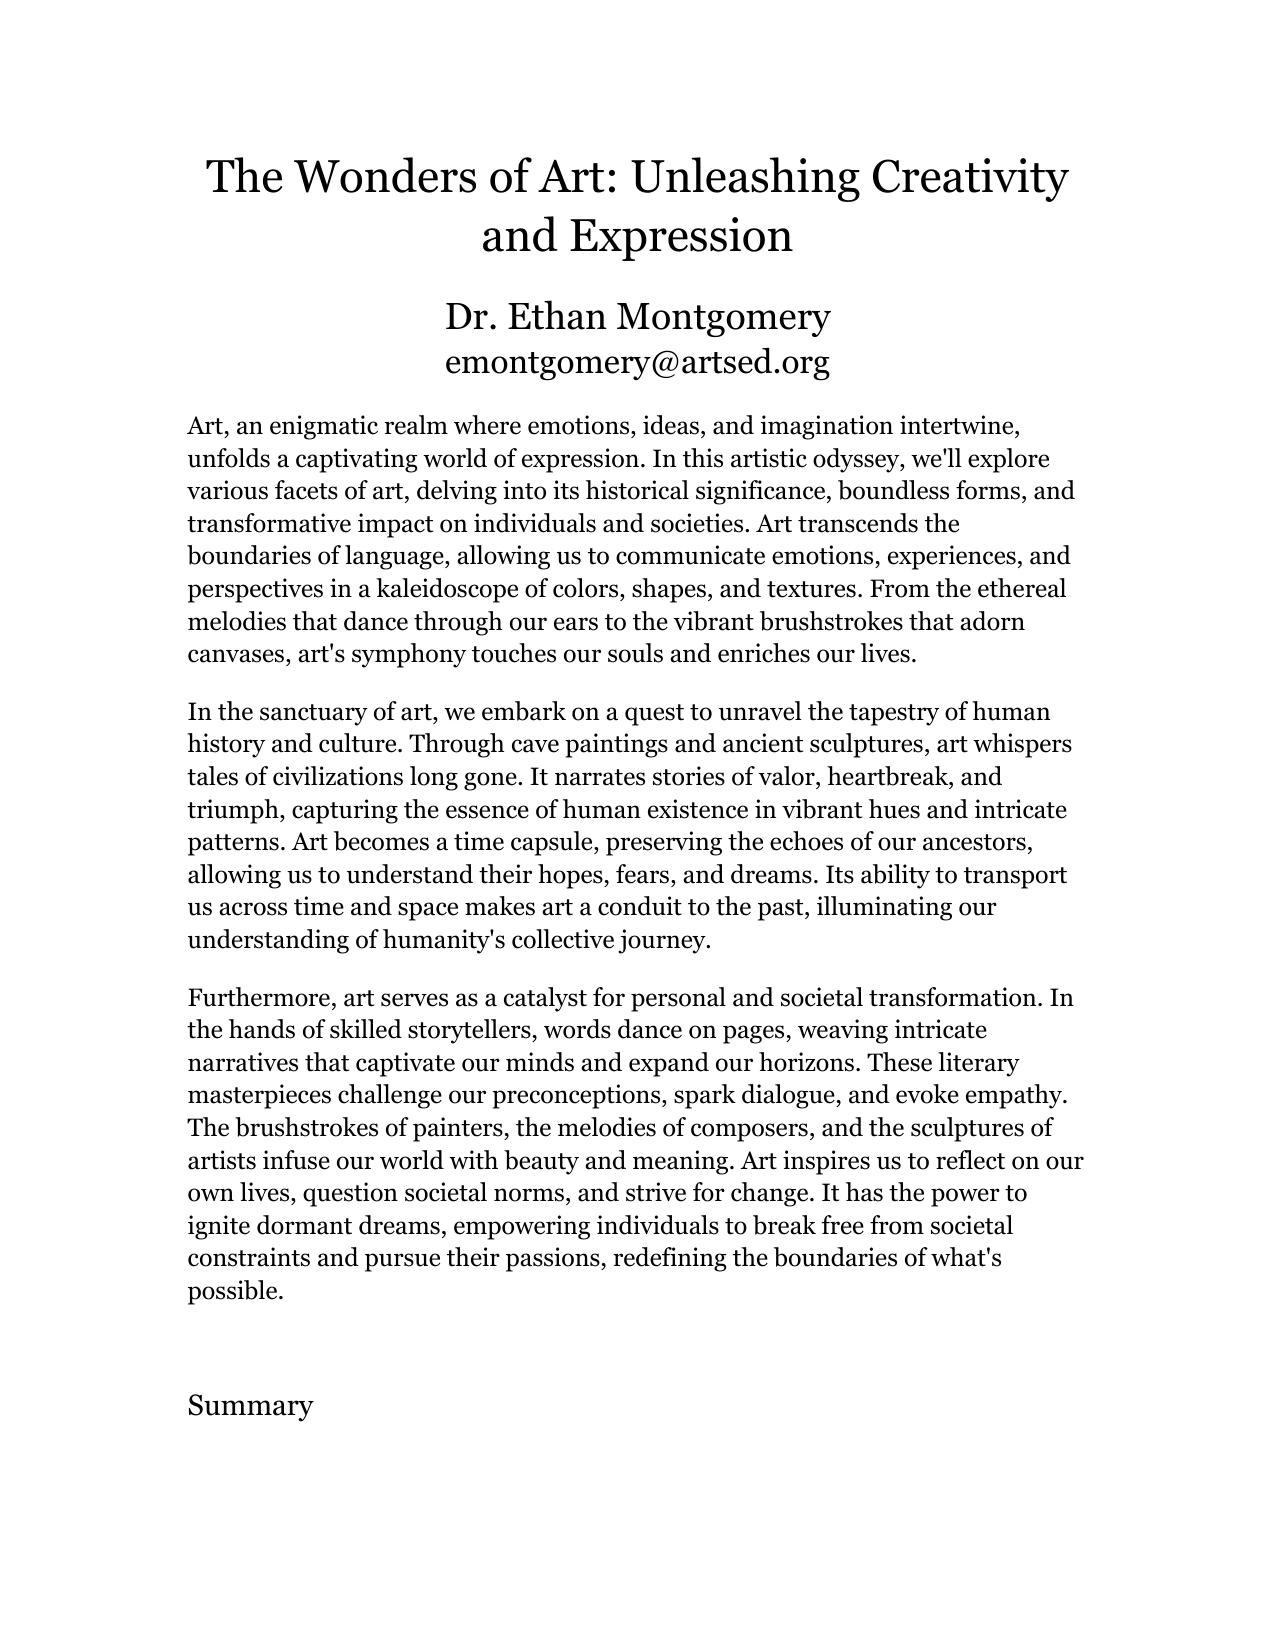 The Wonders of Art: Unleashing Creativity
and Expression
Dr. Ethan Montgomery
emontgomery@artsed.org
Art, an enigmatic realm where emotions, ideas, and imagination intertwine,
unfolds a captivating world of expression. In this artistic odyssey, we'll explore
various facets of art, delving into its historical significance, boundless forms, and
transformative impact on individuals and societies. Art transcends the
boundaries of language, allowing us to communicate emotions, experiences, and
perspectives in a kaleidoscope of colors, shapes, and textures. From the ethereal
melodies that dance through our ears to the vibrant brushstrokes that adorn
canvases, art's symphony touches our souls and enriches our lives.
In the sanctuary of art, we embark on a quest to unravel the tapestry of human
history and culture. Through cave paintings and ancient sculptures, art whispers
tales of civilizations long gone. It narrates stories of valor, heartbreak, and
triumph, capturing the essence of human existence in vibrant hues and intricate
patterns. Art becomes a time capsule, preserving the echoes of our ancestors,
allowing us to understand their hopes, fears, and dreams. Its ability to transport
us across time and space makes art a conduit to the past, illuminating our
understanding of humanity's collective journey.
Furthermore, art serves as a catalyst for personal and societal transformation. In
the hands of skilled storytellers, words dance on pages, weaving intricate
narratives that captivate our minds and expand our horizons. These literary
masterpieces challenge our preconceptions, spark dialogue, and evoke empathy.
The brushstrokes of painters, the melodies of composers, and the sculptures of
artists infuse our world with beauty and meaning. Art inspires us to reflect on our
own lives, question societal norms, and strive for change. It has the power to
ignite dormant dreams, empowering individuals to break free from societal
constraints and pursue their passions, redefining the boundaries of what's
possible.
Summary